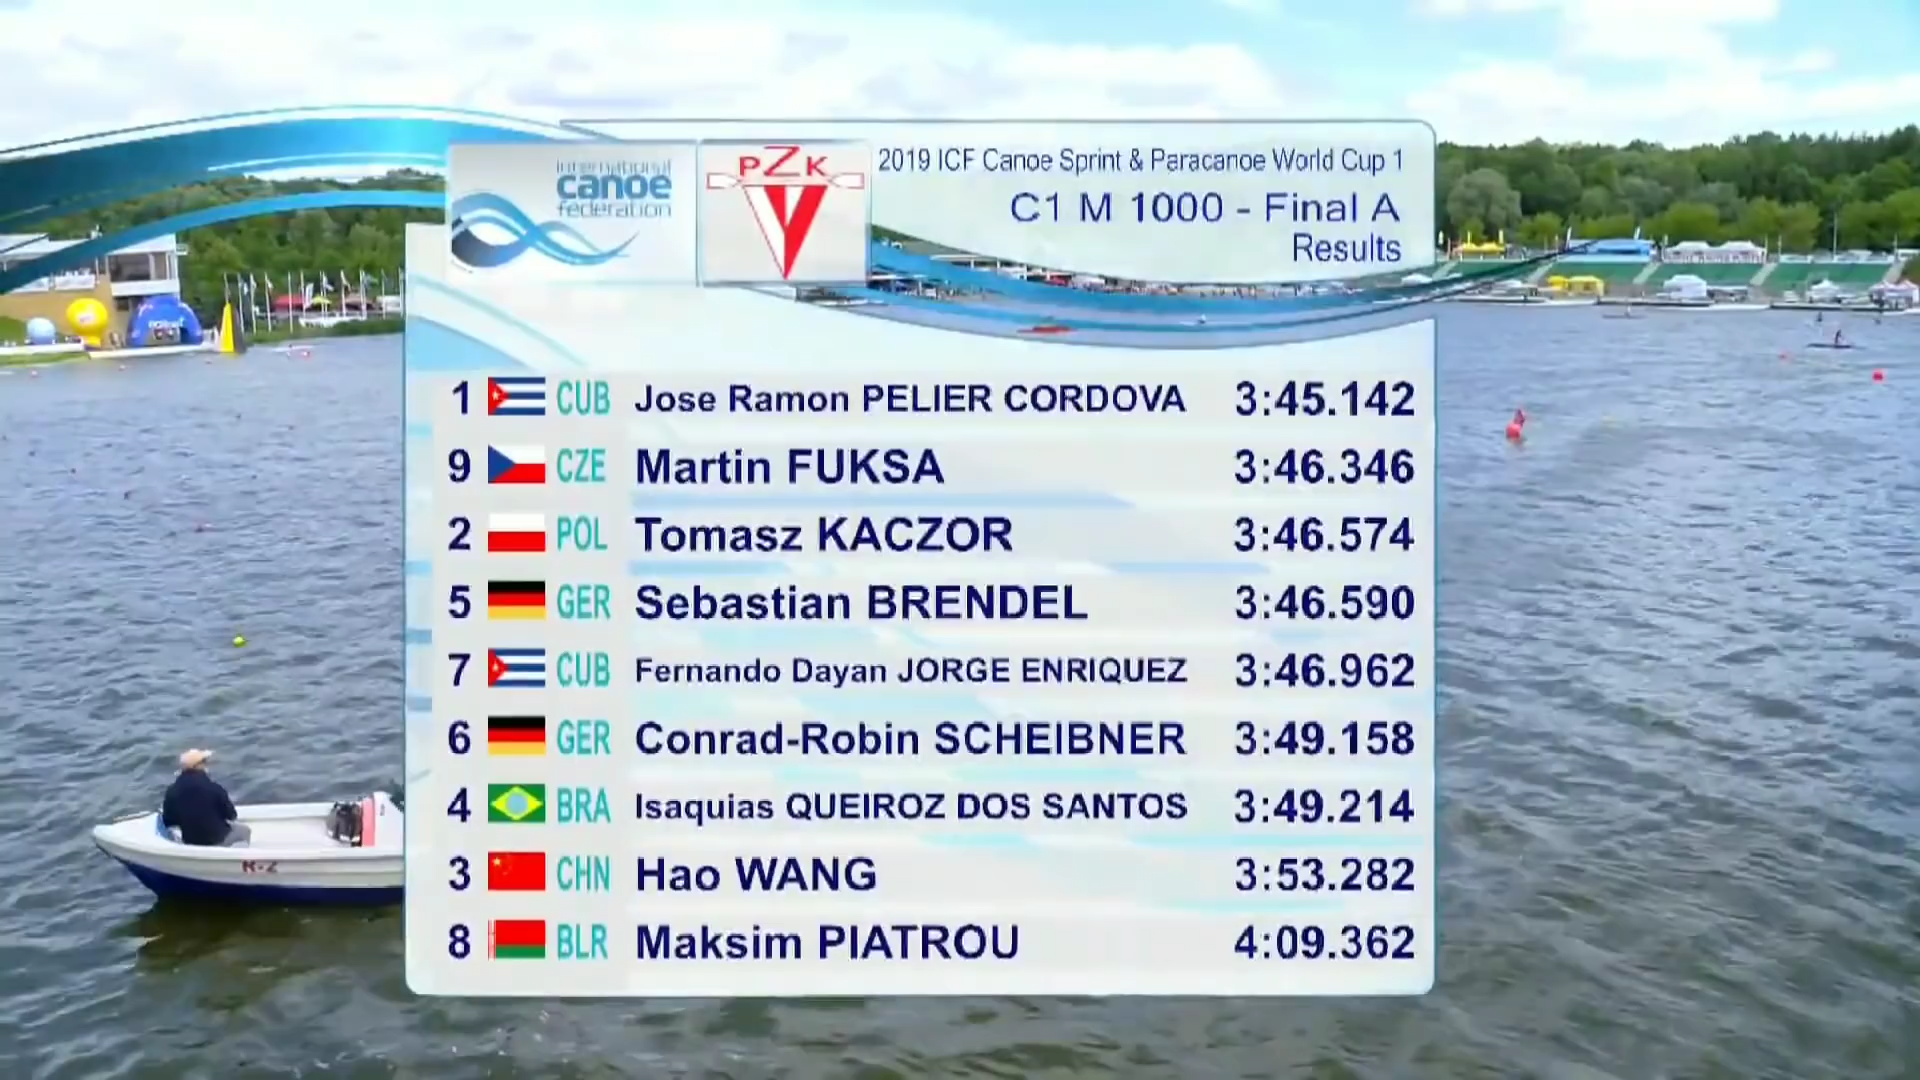 international
canoe
federation
PZK
2019 ICF Canoe Sprint & Paracanoe World Cup 1
C1 M 1000 - Final A
Results
1 CUB Jose Ramon PELIER CORDOVA 3:45.142
9 CZE Martin FUKSA 3:46.346
2 POL Tomasz KACZOR 3:46.574
5 GER Sebastian BRENDEL 3:46.590
7 CUB Fernando Dayan JORGE ENRIQUEZ 3:46.962
6 GER Conrad-Robin SCHEIBNER 3:49.158
4 BRA Isaquias QUEIROZ DOS SANTOS 3:49.214
3 CHN Hao WANG 3:53.282
8 BLR Maksim PIATROU 4:09.362
R-2